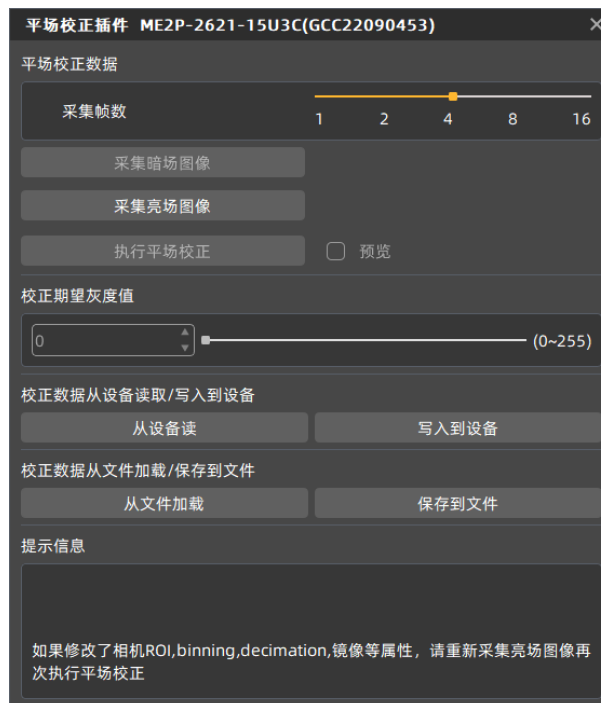 平场校正插件 ME2P-2621-15U3C(GCC22090453)
平场校正数据
采集帧数
1 2 4 8 16
采集暗场图像
采集亮场图像
执行平场校正 预览
校正期望灰度值
0 (0~255)
校正数据从设备读取/写入到设备
从设备读 写入到设备
校正数据从文件加载/保存到文件
从文件加载 保存到文件
提示信息
如果修改了相机ROI,binning,decimation,镜像等属性，请重新采集亮场图像再
次执行平场校正